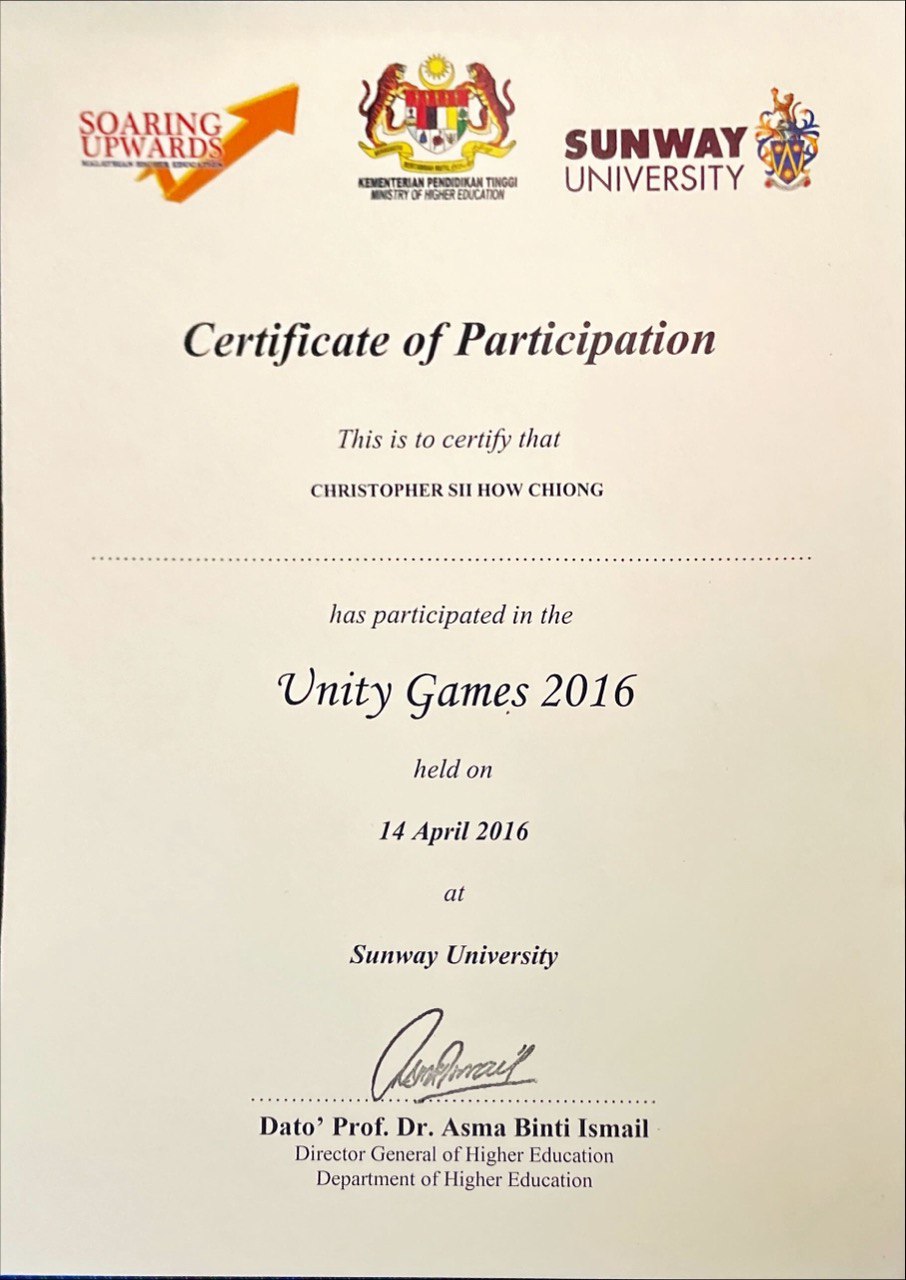 SOARING
UPWARDS
MALAYSIAN HIGHER EDUCATION
KEMENTERIAN PENDIDIKAN TINGGI
MINISTRY OF HIGHER EDUCATION
SUNWAY
UNIVERSITY
Certificate of Participation
This is to certify that
CHRISTOPHER SII HOW CHIONG
has participated in the
Unity Games 2016
held on
14 April 2016
at
Sunway University
Dato’ Prof. Dr. Asma Binti Ismail
Director General of Higher Education
Department of Higher Education